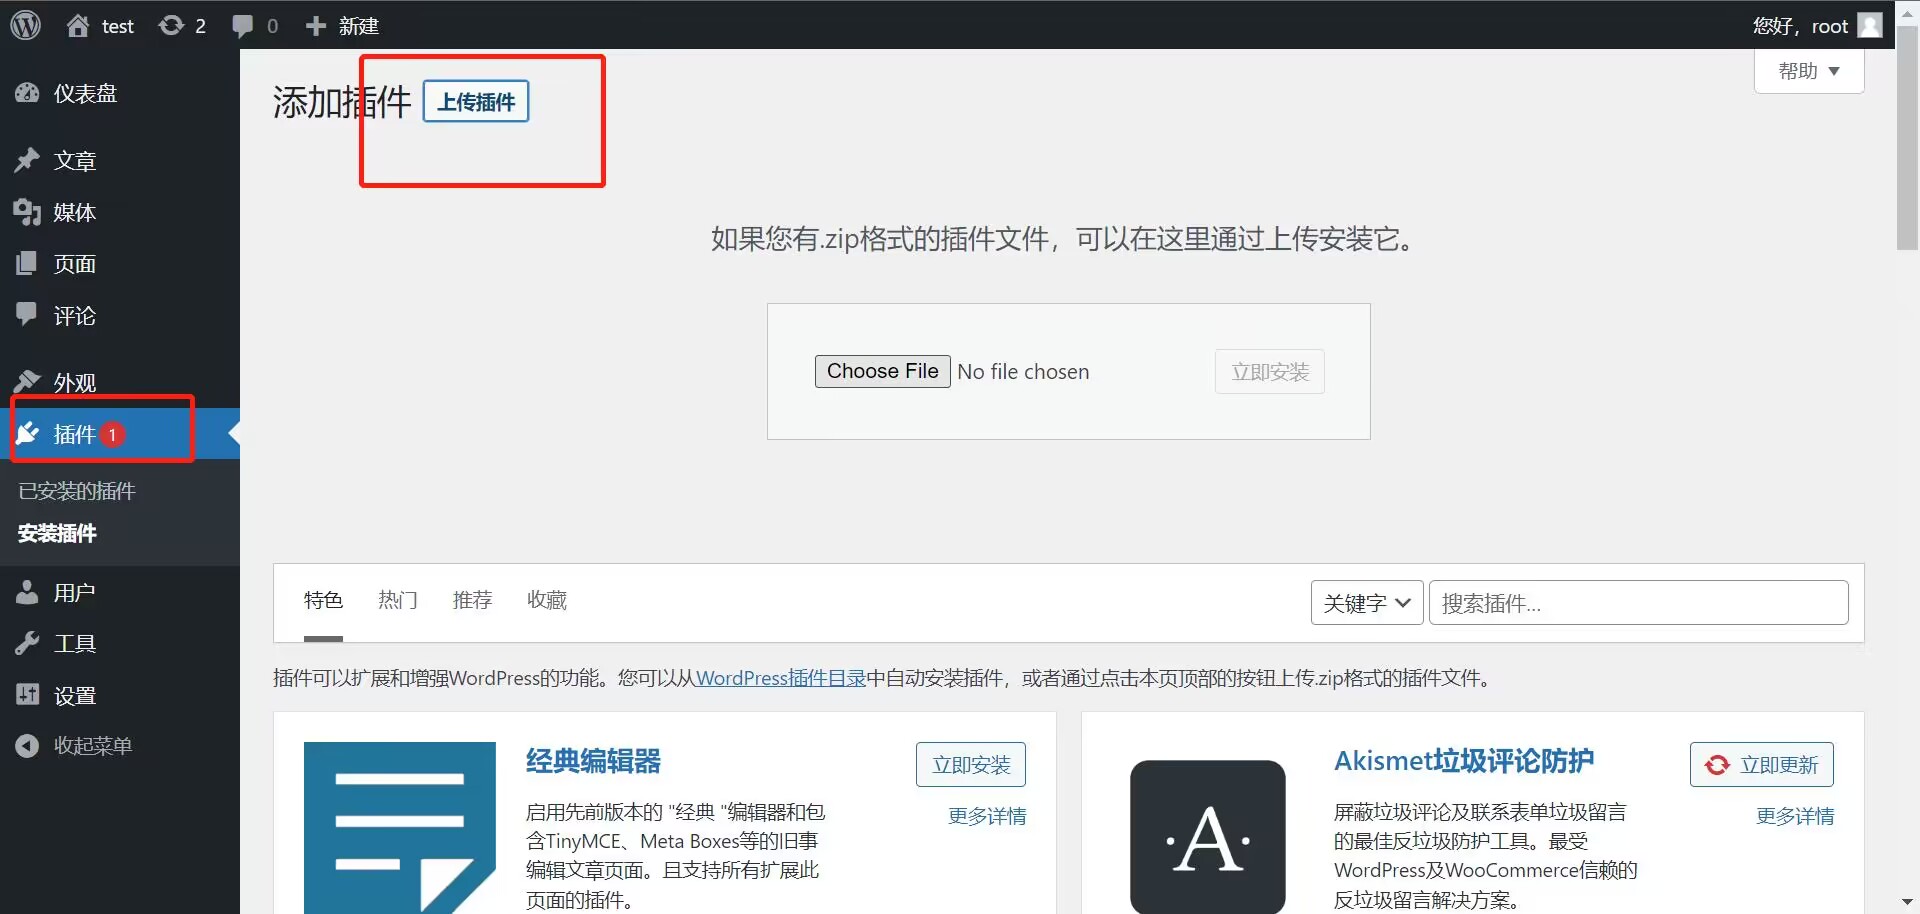 test
2
0
新建
您好，root
帮助
仪表盘
文章
媒体
页面
评论
外观
插件 1
已安装的插件
安装插件
用户
工具
设置
收起菜单
添加插件
上传插件
如果您有.zip格式的插件文件，可以在这里通过上传安装它。
Choose File No file chosen
立即安装
特色 热门 推荐 收藏
关键字
搜索插件...
插件可以扩展和增强WordPress的功能。您可以从WordPress插件目录中自动安装插件，或者通过点击本页顶部的按钮上传.zip格式的插件文件。
经典编辑器
立即安装
更多详情
启用先前版本的 "经典 "编辑器和包
含TinyMCE、Meta Boxes等的旧事
编辑文章页面。且支持所有扩展此
页面的插件。
·A·
Akismet垃圾评论防护
立即更新
更多详情
屏蔽垃圾评论及联系表单垃圾留言
的最佳反垃圾防护工具。最受
WordPress及WooCommerce信赖的
反垃圾留言解决方案。